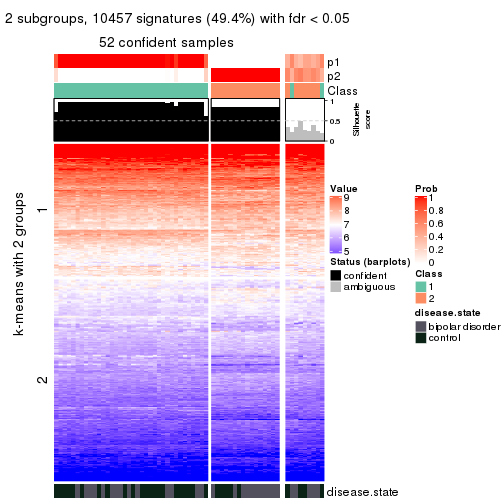 2 subgroups, 10457 signatures (49.4%) with fdr < 0.05
52 confident samples
p1
p2
Class
1
0.5
0
Silhouette
score
k-means with 2 groups
1
2
Value
9
8
7
6
5
Status (barplots)
confident
ambiguous
Prob
1
0.8
0.6
0.4
0.2
0
Class
1
2
disease.state
bipolar disorder
control
disease.state